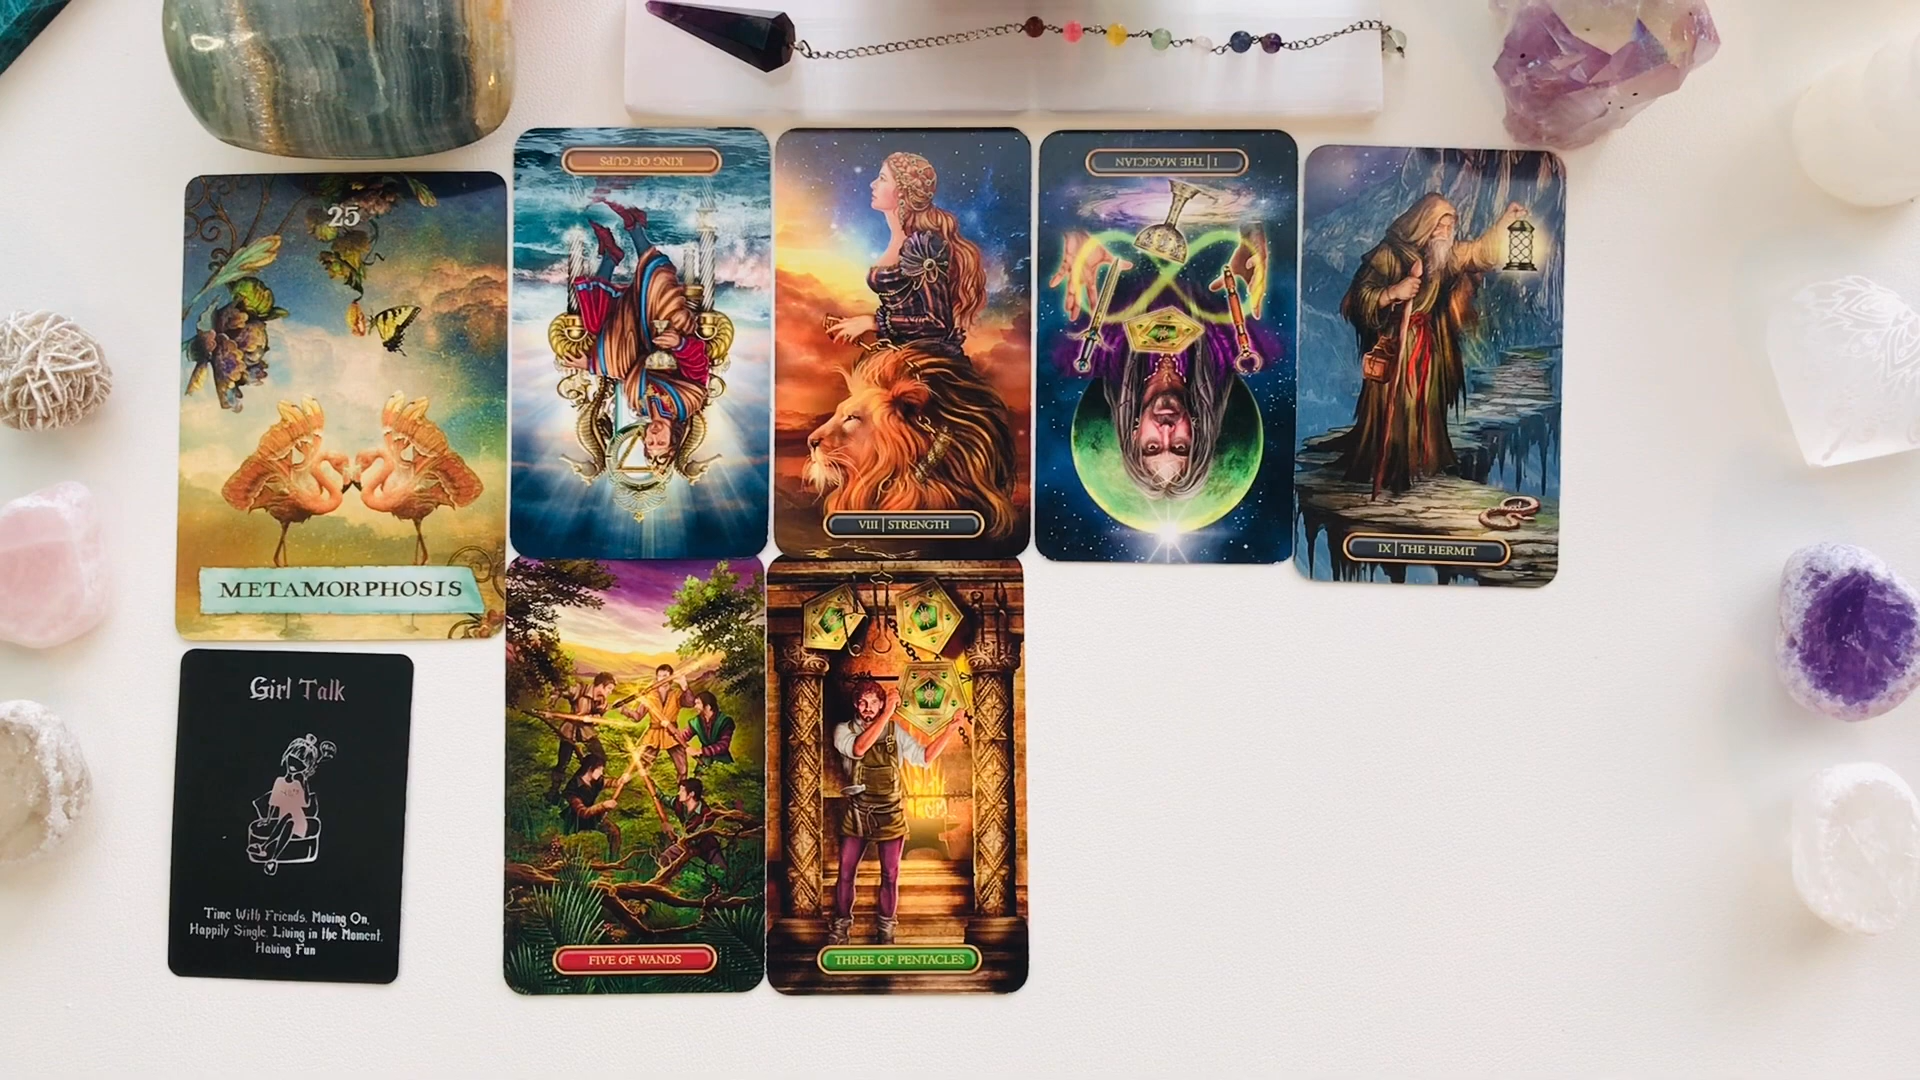 25
METAMORPHOSIS
KING OF CUPS
VIII | STRENGTH
I | THE MAGICIAN
IX | THE HERMIT
Girl Talk
Time With Friends, Moving On,
Happily Single, Living in the Moment,
Having Fun
FIVE OF WANDS
THREE OF PENTACLES